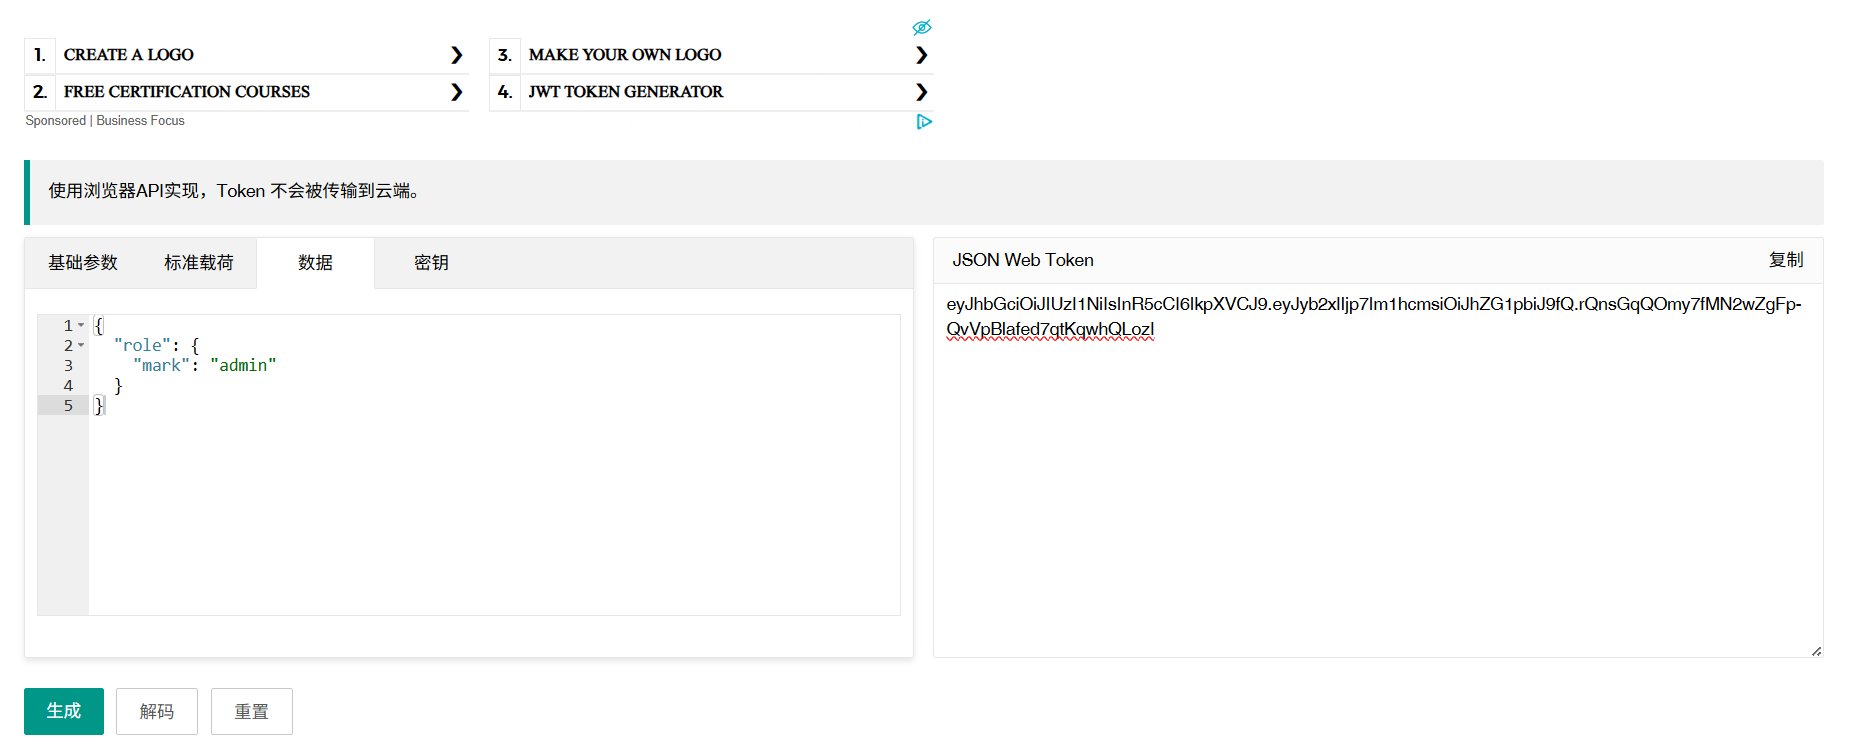 1. CREATE A LOGO ❯
3. MAKE YOUR OWN LOGO ❯
2. FREE CERTIFICATION COURSES ❯
4. JWT TOKEN GENERATOR ❯
Sponsored | Business Focus
使用浏览器API实现，Token 不会被传输到云端。
基础参数 标准载荷 数据 密钥
1 {
2 "role": {
3 "mark": "admin"
4 }
5 }
JSON Web Token 复制
eyJhbGciOiJIUzI1NiIsInR5cCI6IkpXVCJ9.eyJyb2xlIjp7Im1hcmsiOiJhZG1pbiJ9fQ.rQnsGqQOmy7fMN2wZgFp-
QvVpBlafed7qtKqwhQLozI
生成 解码 重置